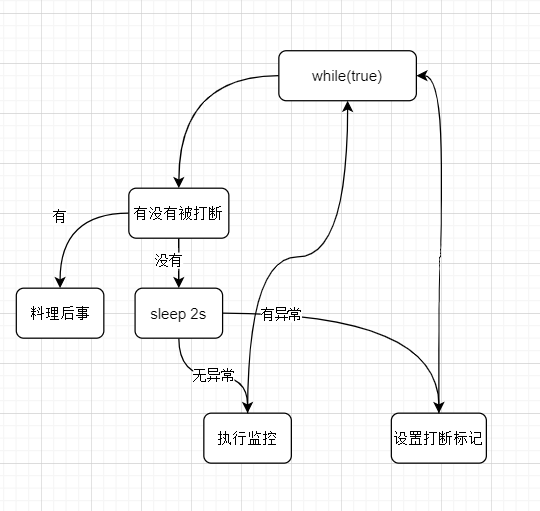 while(true)
有没有被打断
有
没有
料理后事
sleep 2s
有异常
无异常
执行监控
设置打断标记